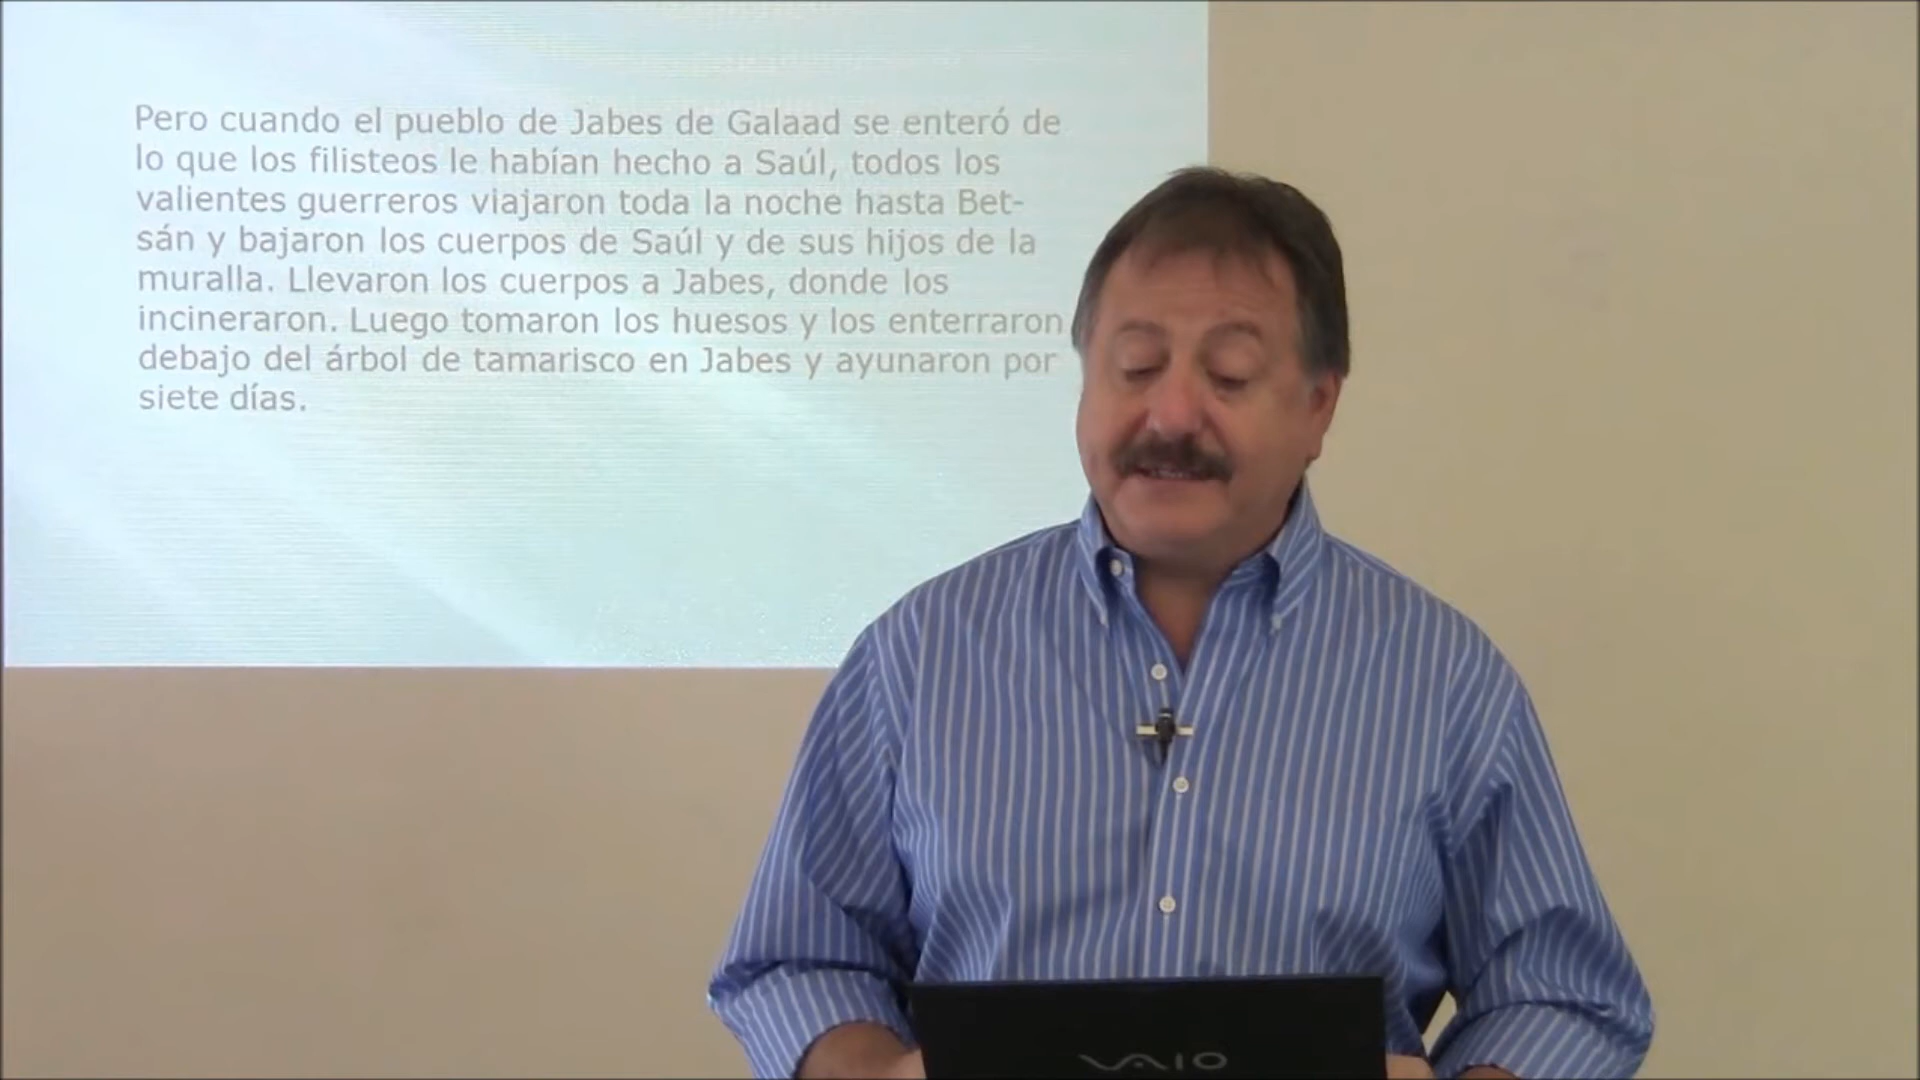 Pero cuando el pueblo de Jabes de Galaad se enteró de
lo que los filisteos le habían hecho a Saúl, todos los
valientes guerreros viajaron toda la noche hasta Bet-
sán y bajaron los cuerpos de Saúl y de sus hijos de la
muralla. Llevaron los cuerpos a Jabes, donde los
incineraron. Luego tomaron los huesos y los enterraron
debajo del árbol de tamarisco en Jabes y ayunaron por
siete días.
VAIO